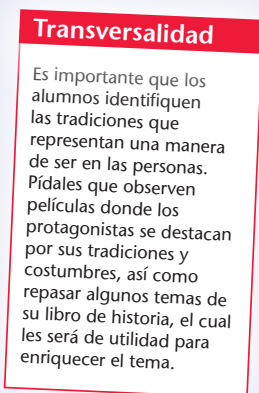 Transversalidad
Es importante que los
alumnos identifiquen
las tradiciones que
representan una manera
de ser en las personas.
Pídales que observen
películas donde los
protagonistas se destacan
por sus tradiciones y
costumbres, así como
repasar algunos temas de
su libro de historia, el cual
les será de utilidad para
enriquecer el tema.